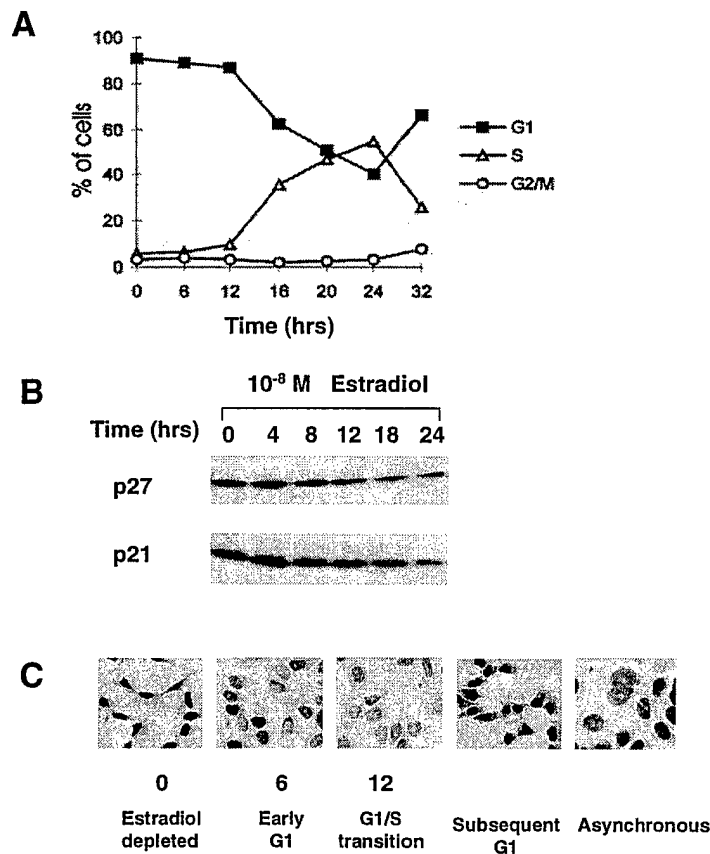 A
100
80
60
40
20
0
% of cells
0 6 12 16 20 24 32
Time (hrs)
G1
S
G2/M
B
10⁻⁸ M Estradiol
Time (hrs) 0 4 8 12 18 24
p27
p21
C
0 6 12
Estradiol depleted
Early G1
G1/S transition
Subsequent G1
Asynchronous